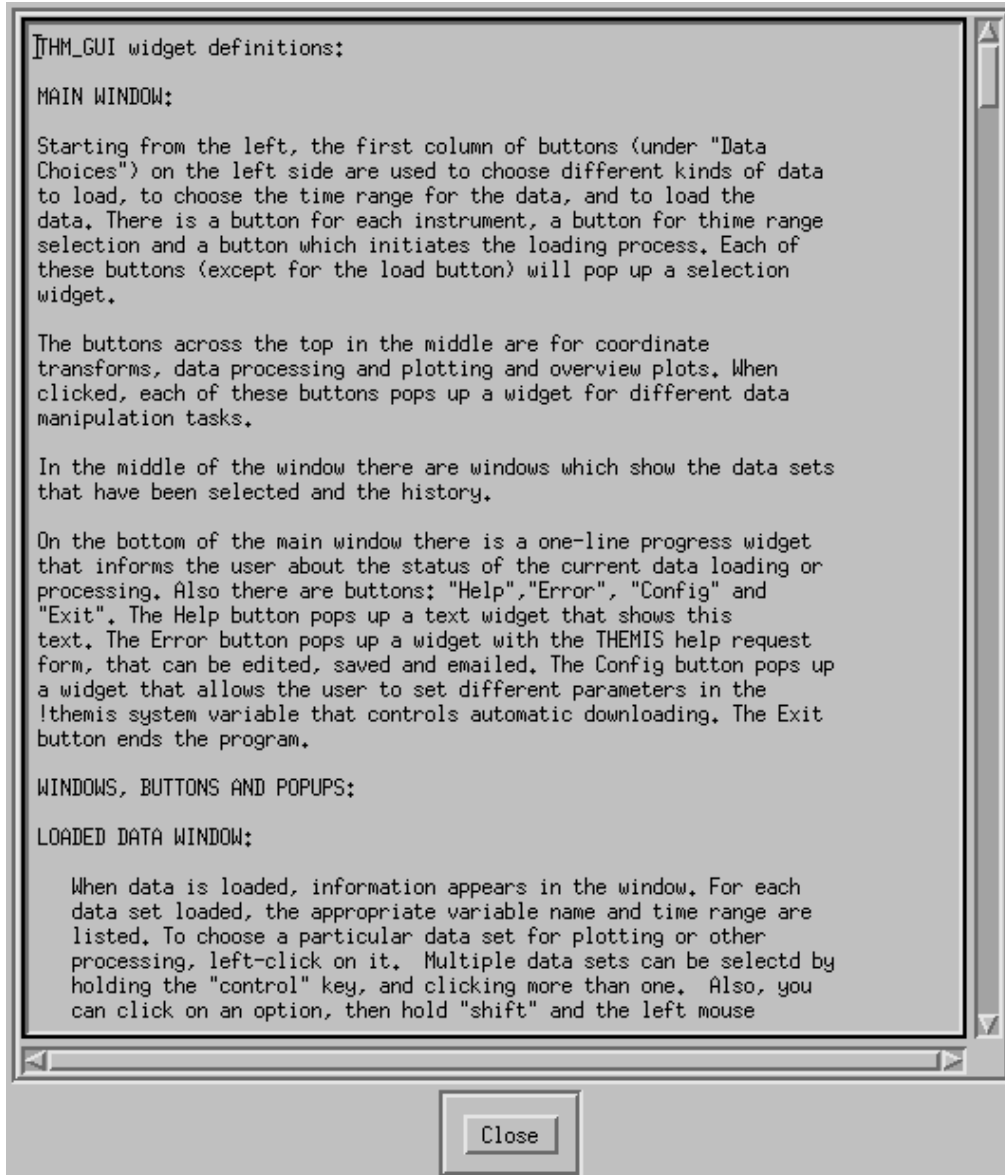 THM_GUI widget definitions:
MAIN WINDOW:
Starting from the left, the first column of buttons (under "Data
Choices") on the left side are used to choose different kinds of data
to load, to choose the time range for the data, and to load the
data. There is a button for each instrument, a button for thime range
selection and a button which initiates the loading process. Each of
these buttons (except for the load button) will pop up a selection
widget.
The buttons across the top in the middle are for coordinate
transforms, data processing and plotting and overview plots. When
clicked, each of these buttons pops up a widget for different data
manipulation tasks.
In the middle of the window there are windows which show the data sets
that have been selected and the history.
On the bottom of the main window there is a one-line progress widget
that informs the user about the status of the current data loading or
processing. Also there are buttons: "Help","Error", "Config" and
"Exit". The Help button pops up a text widget that shows this
text. The Error button pops up a widget with the THEMIS help request
form, that can be edited, saved and emailed. The Config button pops up
a widget that allows the user to set different parameters in the
!themis system variable that controls automatic downloading. The Exit
button ends the program.
WINDOWS, BUTTONS AND POPUPS:
LOADED DATA WINDOW:
When data is loaded, information appears in the window. For each
data set loaded, the appropriate variable name and time range are
listed. To choose a particular data set for plotting or other
processing, left-click on it.  Multiple data sets can be selectd by
holding the "control" key, and clicking more than one.  Also, you
can click on an option, then hold "shift" and the left mouse
Close